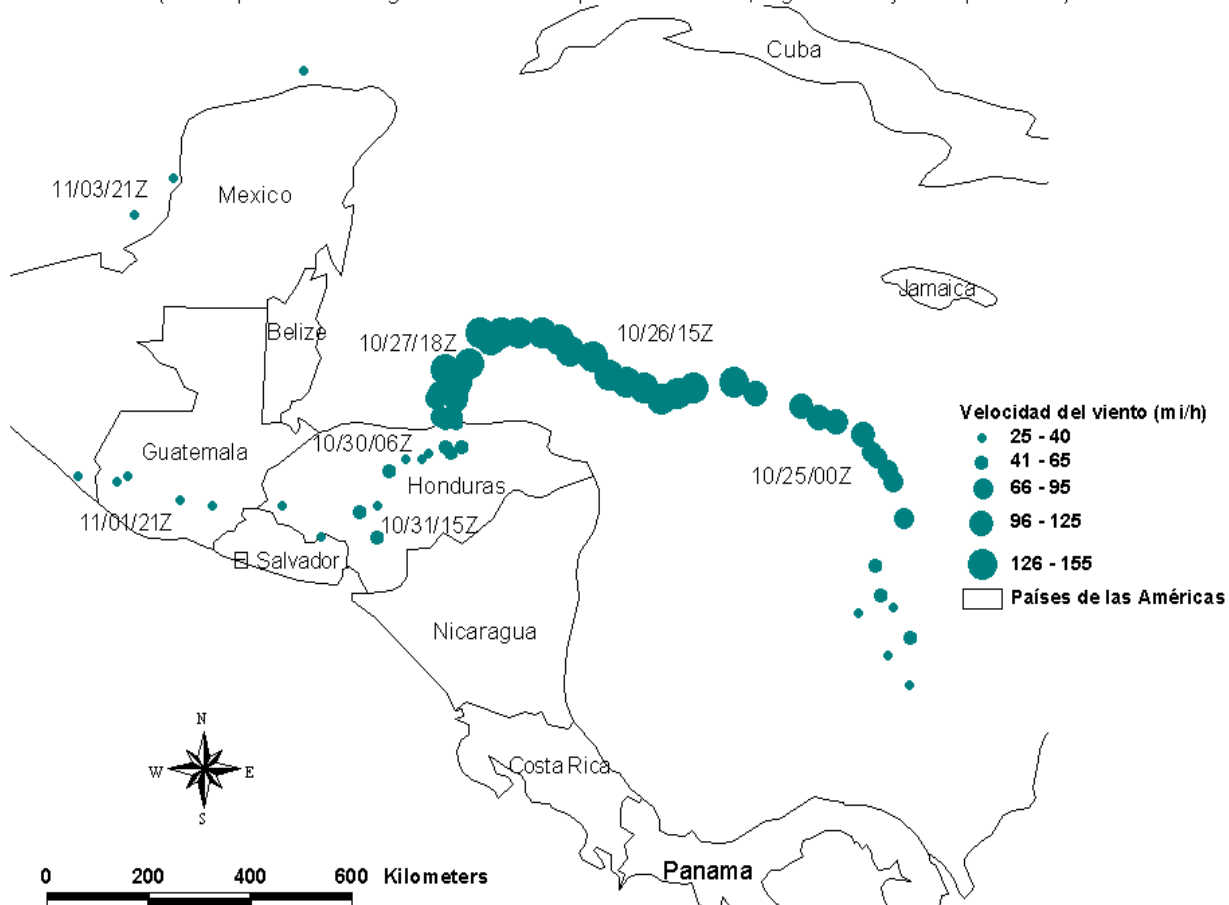 Cuba
11/03/21Z
Mexico
Jamaica
Belize
10/27/18Z
10/26/15Z
Velocidad del viento (mi/h)
25 - 40
41 - 65
66 - 95
96 - 125
126 - 155
Países de las Américas
Guatemala
10/30/06Z
Honduras
10/25/00Z
11/01/21Z
10/31/15Z
El Salvador
Nicaragua
N
W E
S
Costa Rica
Panama
0 200 400 600 Kilometers